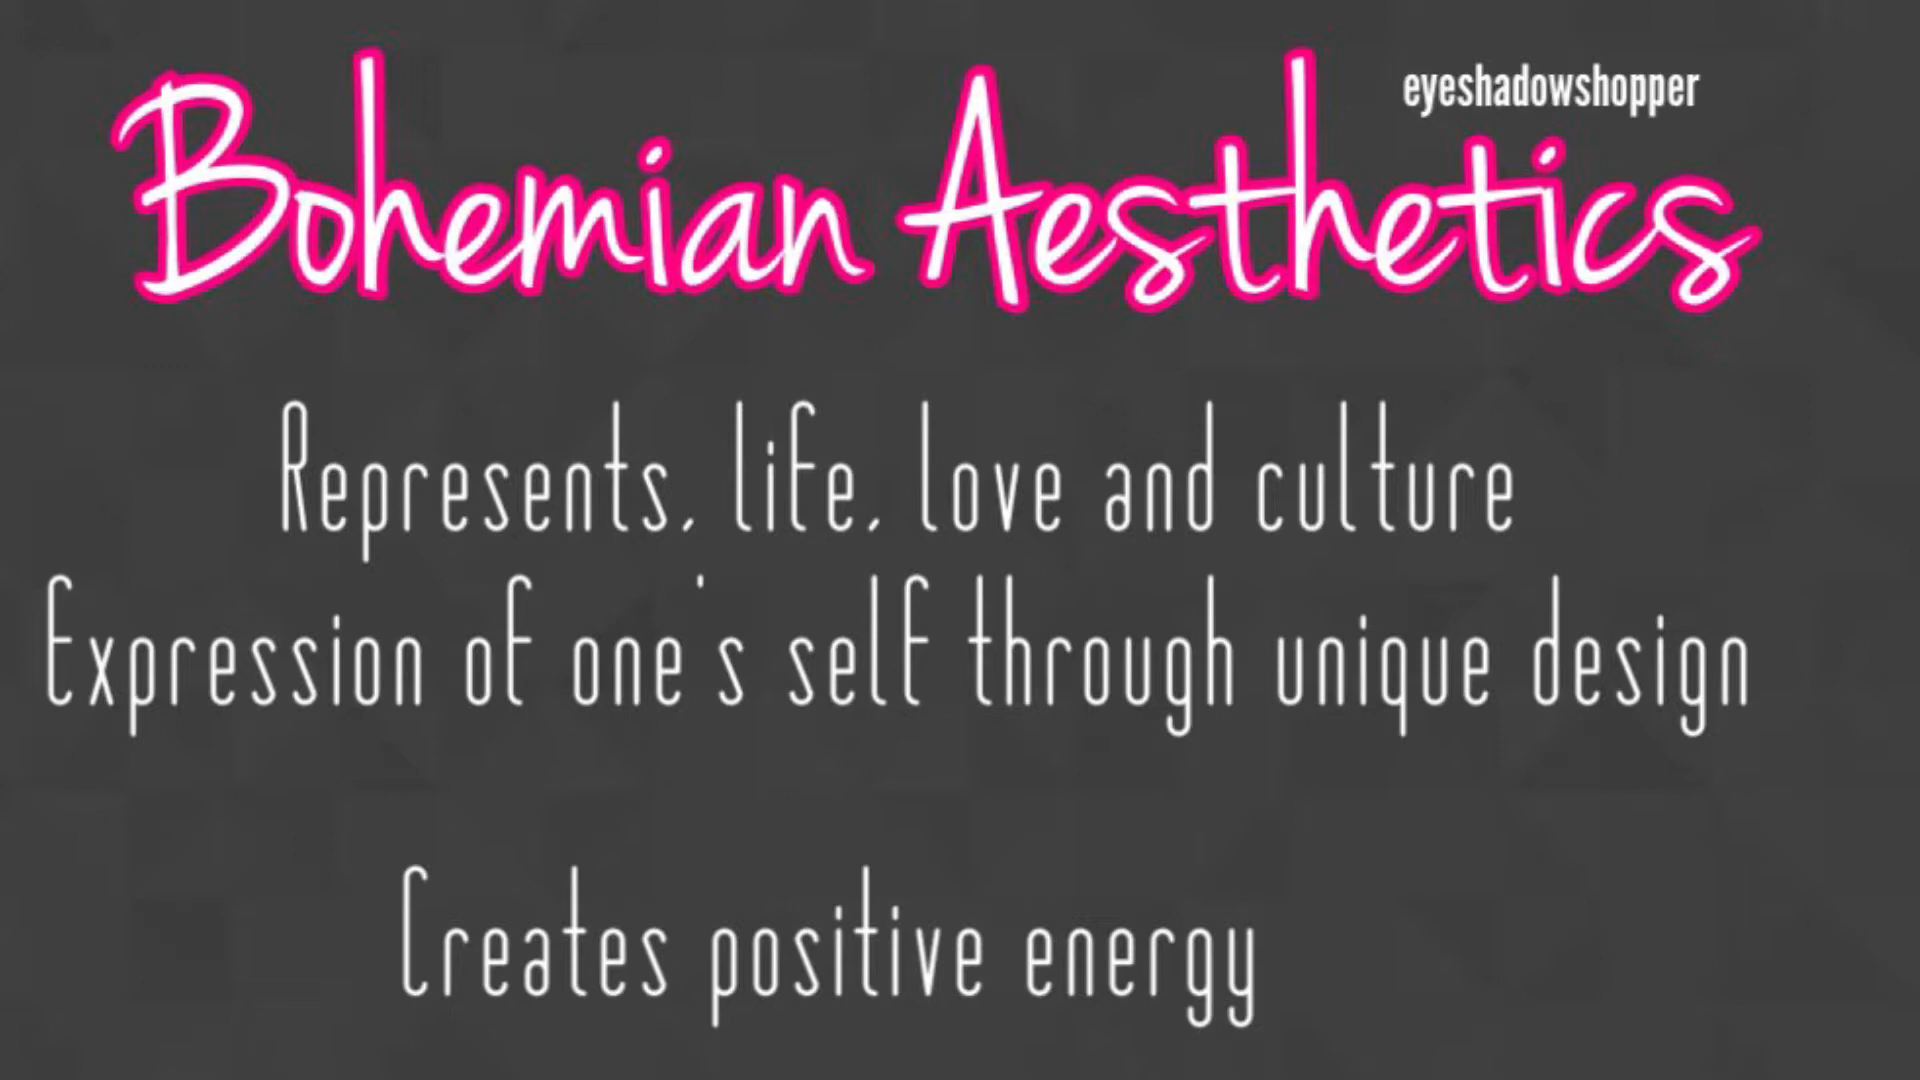 eyeshadowshopper
Bohemian Aesthetics
Represents, life, love and culture
Expression of one's self through unique design
Creates positive energy